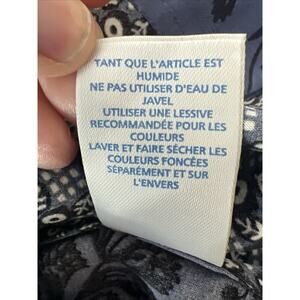 TANT QUE L'ARTICLE EST
HUMIDE
NE PAS UTILISER D'EAU DE
JAVEL
UTILISER UNE LESSIVE
RECOMMANDÉE POUR LES
COULEURS
LAVER ET FAIRE SÉCHER LES
COULEURS FONCÉES
SÉPARÉMENT ET SUR
L'ENVERS